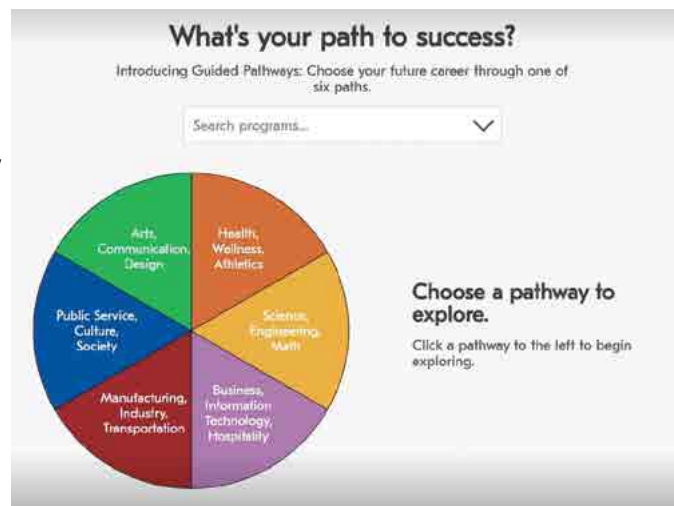 What's your path to success?
Introducing Guided Pathways: Choose your future career through one of
six paths.
Search programs...
Arts,
Communication,
Design
Health,
Wellness,
Athletics
Public Service,
Culture,
Society
Science,
Engineering,
Math
Manufacturing,
Industry,
Transportation
Business,
Information
Technology,
Hospitality
Choose a pathway to
explore.
Click a pathway to the left to begin
exploring.